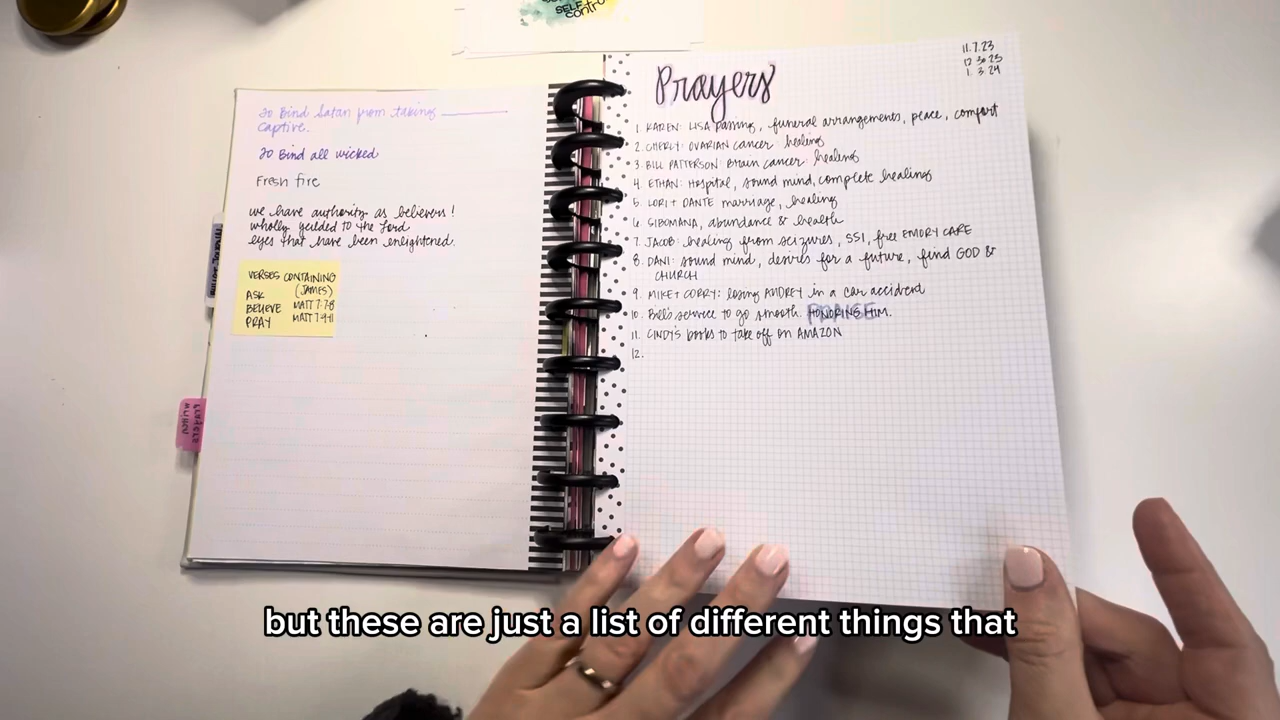 SELF-
contro
20 Bind Satan from taking
captive.
20 Bind all wicked
Fresh fire
we have authority as believers!
wholly yielded to the Lord
eyes that have been enlightened.
VERSES CONTAINING
(JAMES)
ASK MATT 7:7-8
BELIEVE MATT 7-9-11
PRAY
Prayers
11.7.23
12 30 23
1. 3 24
1. KAREN: LISA passing, funeral arrangements, peace, comfort
2. CHERLY: OVARIAN cancer healing
3. BILL PATTERSON: Brain cancer: healing
4. ETHAN: Hospital, sound mind, complete healing
5. LORI + DANTE marriage, healing
6. SIBOMANA, abundance & health
7. JACOB: healing from seizures, SSI, free EMORY CARE
8. DANI: sound mind, desires for a future, find GOD &
CHURCH
9. MIKE + CORRY: losing AUDREY in a car accident
10. Bells service to go smooth. HONORING HIM.
11. CINDY'S books to take off on AMAZON
12.
but these are just a list of different things that